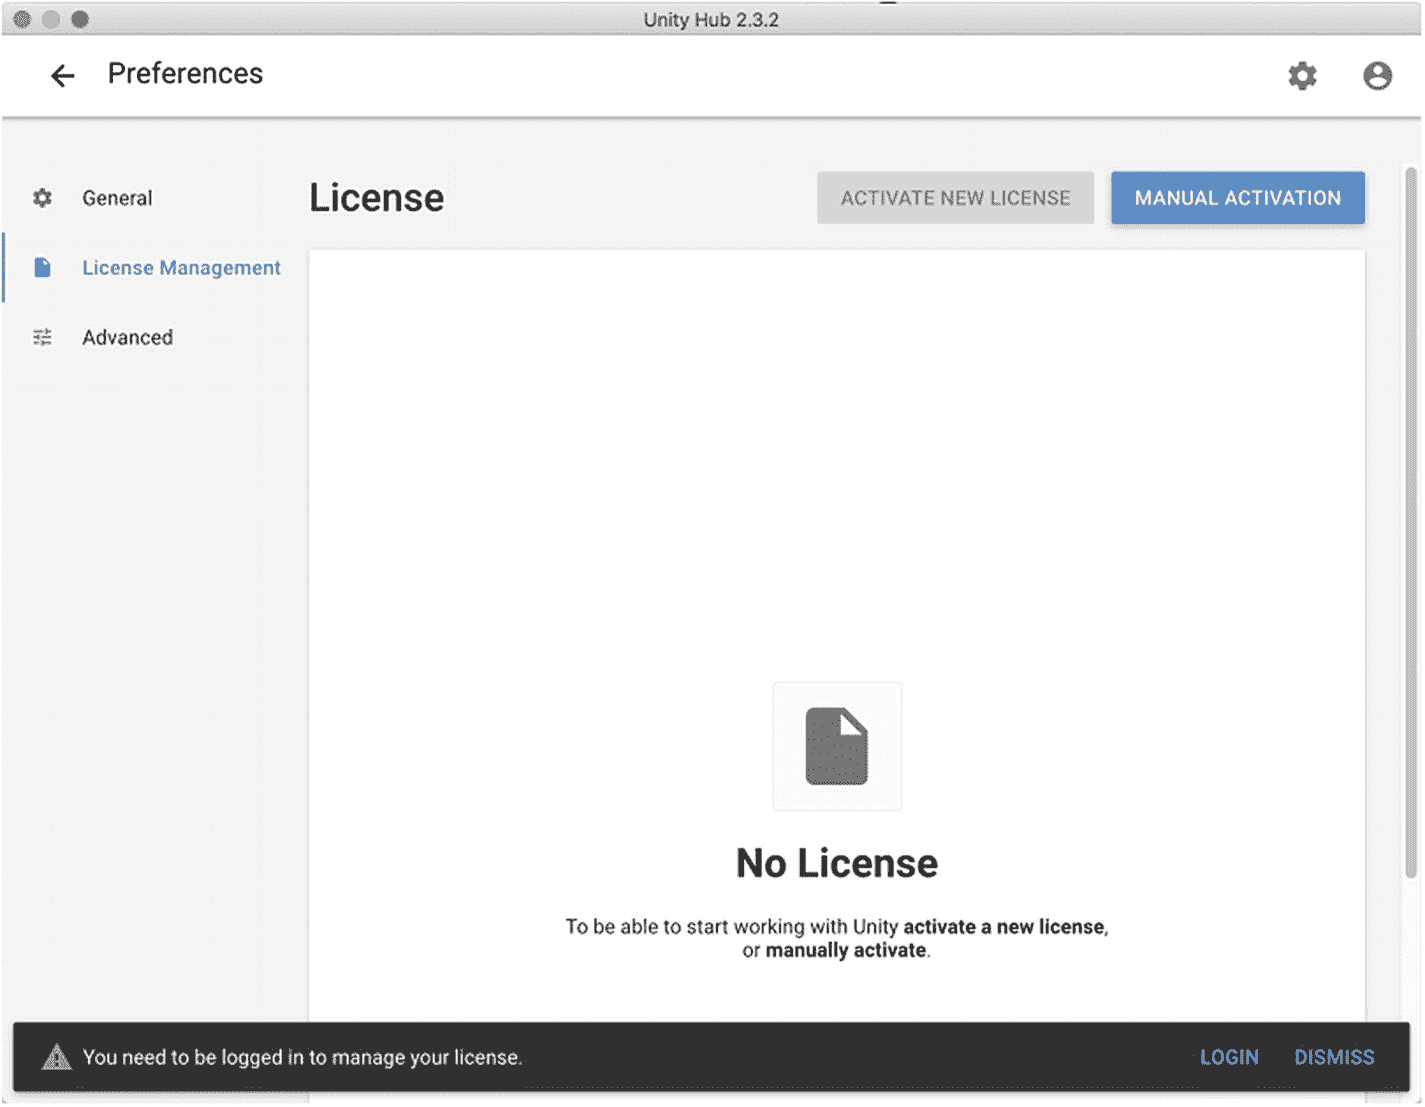 Unity Hub 2.3.2
Preferences
General
License Management
Advanced
License
ACTIVATE NEW LICENSE
MANUAL ACTIVATION
No License
To be able to start working with Unity activate a new license,
or manually activate.
You need to be logged in to manage your license.
LOGIN
DISMISS